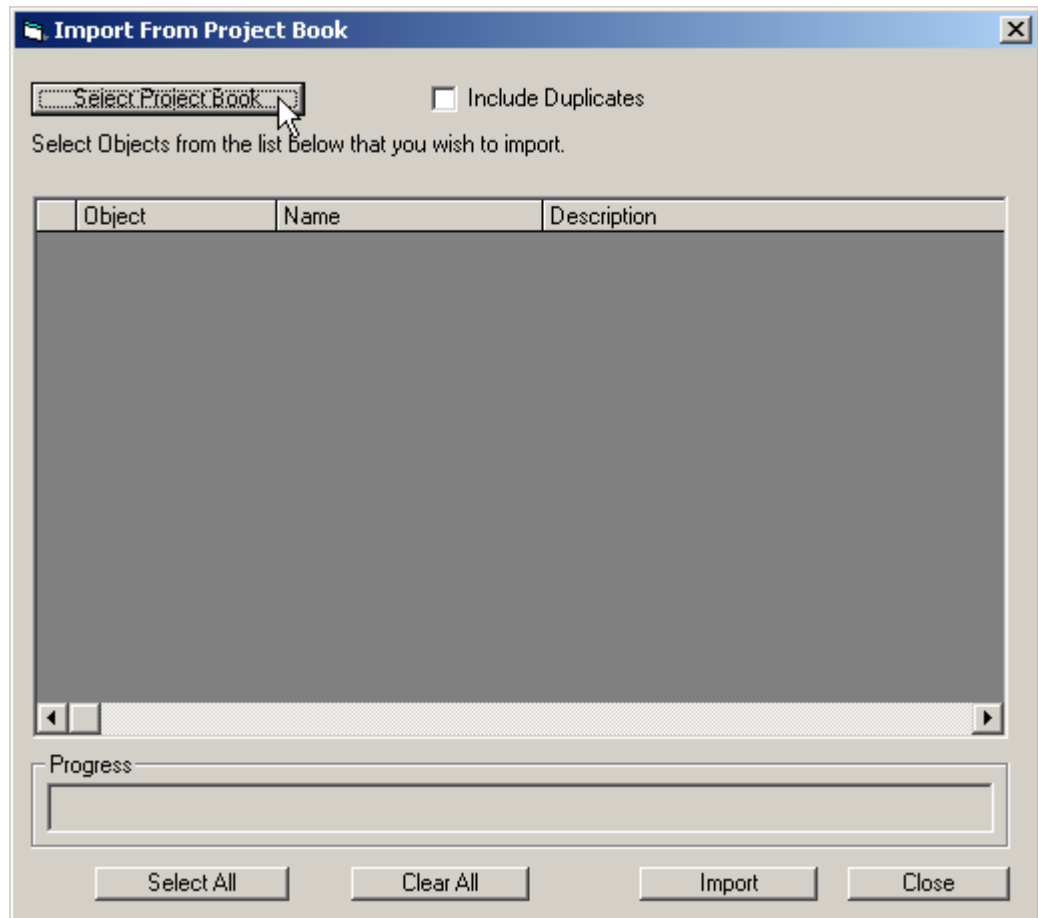 Import From Project Book
Select Project Book Include Duplicates
Select Objects from the list below that you wish to import.
Object Name Description
Progress
Select All Clear All Import Close